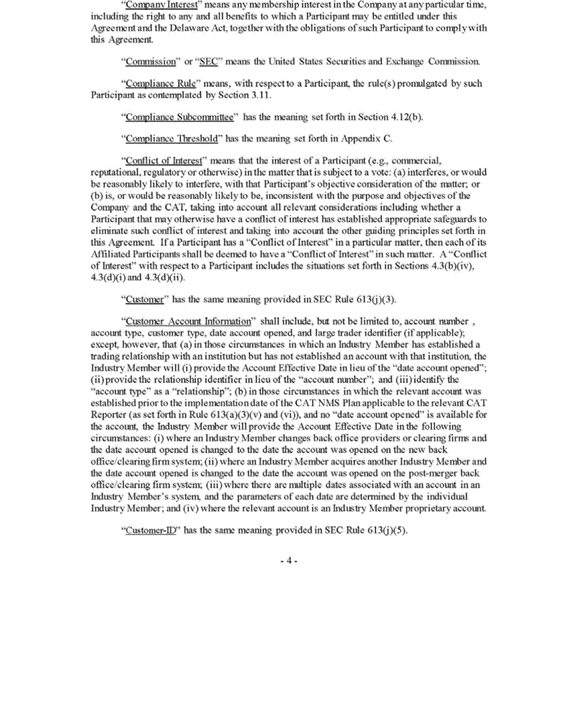 “Company Interest” means any membership interest in the Company at any particular time,
including the right to any and all benefits to which a Participant may be entitled under this
Agreement and the Delaware Act, together with the obligations of such Participant to comply with
this Agreement.
“Commission” or “SEC” means the United States Securities and Exchange Commission.
“Compliance Rule” means, with respect to a Participant, the rule(s) promulgated by such
Participant as contemplated by Section 3.11.
“Compliance Subcommittee” has the meaning set forth in Section 4.12(b).
“Compliance Threshold” has the meaning set forth in Appendix C.
“Conflict of Interest” means that the interest of a Participant (e.g., commercial,
reputational, regulatory or otherwise) in the matter that is subject to a vote: (a) interferes, or would
be reasonably likely to interfere, with that Participant’s objective consideration of the matter; or
(b) is, or would be reasonably likely to be, inconsistent with the purpose and objectives of the
Company and the CAT, taking into account all relevant considerations including whether a
Participant that may otherwise have a conflict of interest has established appropriate safeguards to
eliminate such conflict of interest and taking into account the other guiding principles set forth in
this Agreement. If a Participant has a “Conflict of Interest” in a particular matter, then each of its
Affiliated Participants shall be deemed to have a “Conflict of Interest” in such matter. A “Conflict
of Interest” with respect to a Participant includes the situations set forth in Sections 4.3(b)(iv),
4.3(d)(i) and 4.3(d)(ii).
“Customer” has the same meaning provided in SEC Rule 613(j)(3).
“Customer Account Information” shall include, but not be limited to, account number ,
account type, customer type, date account opened, and large trader identifier (if applicable);
except, however, that (a) in those circumstances in which an Industry Member has established a
trading relationship with an institution but has not established an account with that institution, the
Industry Member will (i) provide the Account Effective Date in lieu of the “date account opened”;
(ii) provide the relationship identifier in lieu of the “account number”; and (iii) identify the
“account type” as a “relationship”; (b) in those circumstances in which the relevant account was
established prior to the implementation date of the CAT NMS Plan applicable to the relevant CAT
Reporter (as set forth in Rule 613(a)(3)(v) and (vi)), and no “date account opened” is available for
the account, the Industry Member will provide the Account Effective Date in the following
circumstances: (i) where an Industry Member changes back office providers or clearing firms and
the date account opened is changed to the date the account was opened on the new back
office/clearing firm system; (ii) where an Industry Member acquires another Industry Member and
the date account opened is changed to the date the account was opened on the post-merger back
office/clearing firm system; (iii) where there are multiple dates associated with an account in an
Industry Member’s system, and the parameters of each date are determined by the individual
Industry Member; and (iv) where the relevant account is an Industry Member proprietary account.
“Customer-ID” has the same meaning provided in SEC Rule 613(j)(5).
- 4 -